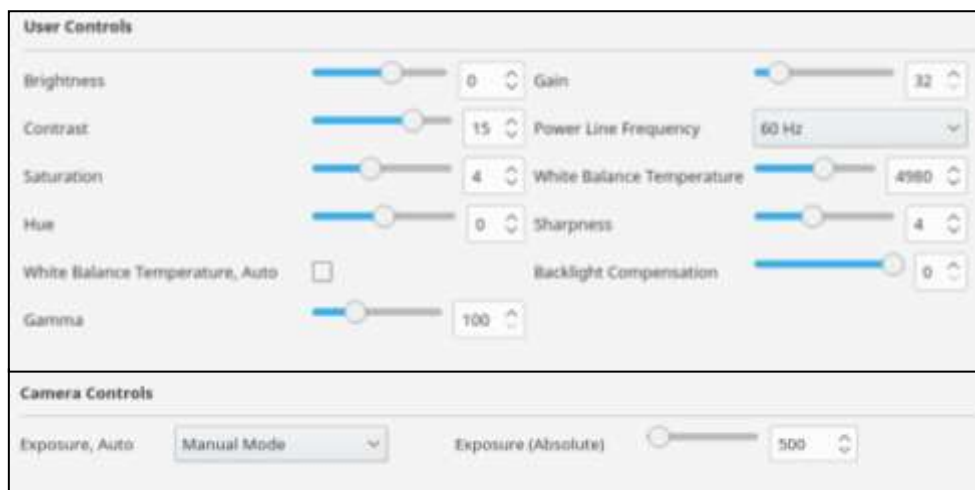 User Controls
Brightness 0 Gain 32
Contrast 15 Power Line Frequency 60 Hz
Saturation 4 White Balance Temperature 4980
Hue 0 Sharpness 4
White Balance Temperature, Auto Backlight Compensation 0
Gamma 100
Camera Controls
Exposure, Auto Manual Mode Exposure (Absolute) 500